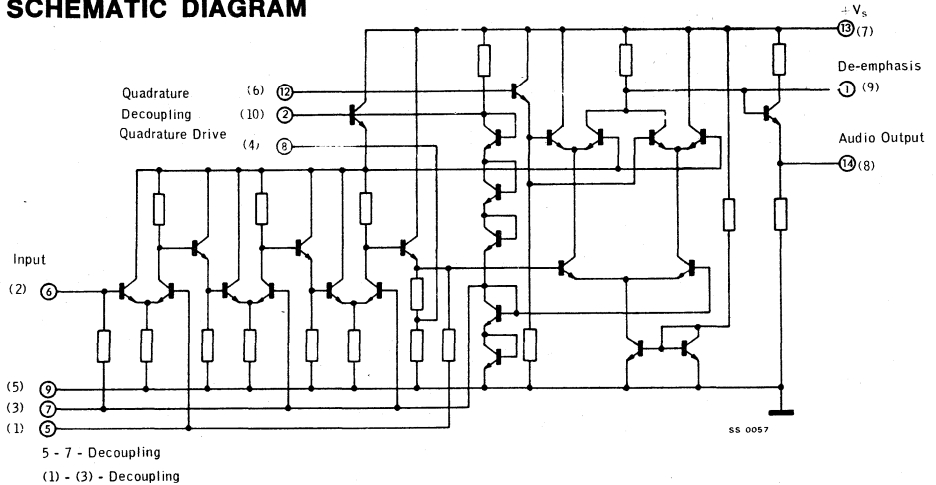 SCHEMATIC DIAGRAM
+ Vs
13 (7)
De-emphasis
1 (9)
Quadrature (6) 12
Decoupling (10) 2
Quadrature Drive
(4) 8
Audio Output
14 (8)
Input
(2) 6
(5) 9
(3) 7
(1) 5
SS 0057
5 - 7 - Decoupling
(1) - (3) - Decoupling